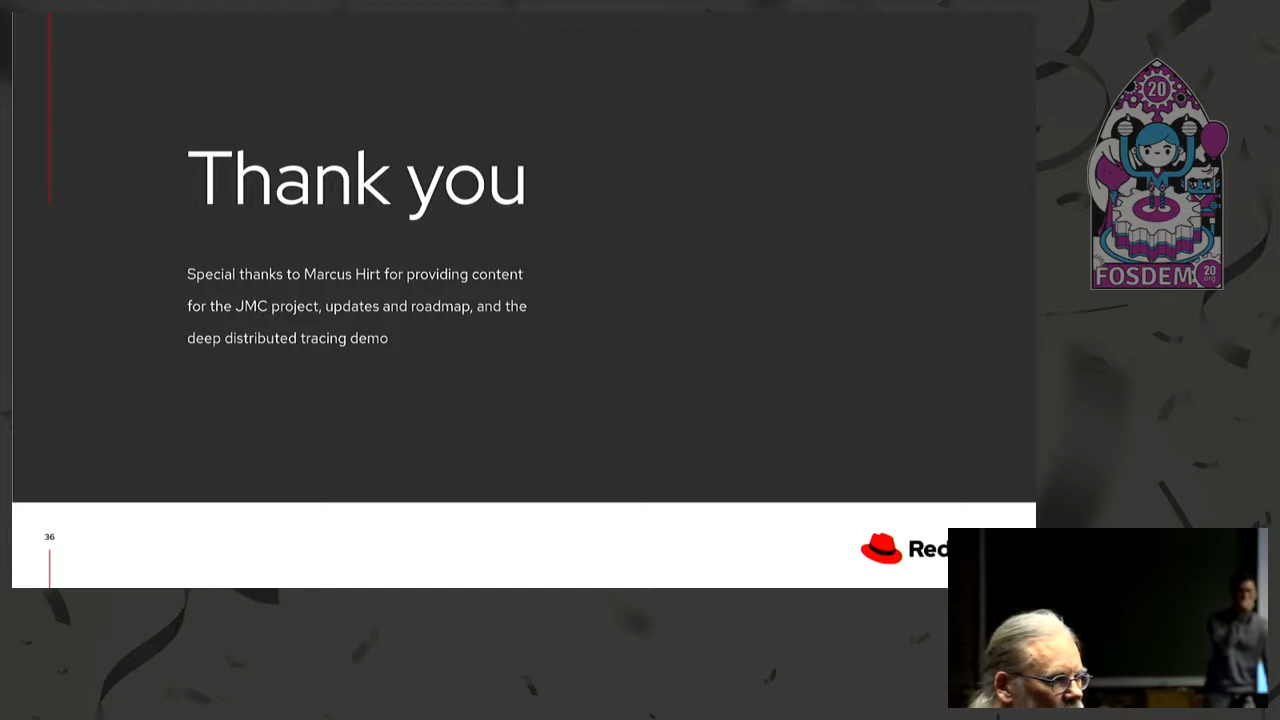 Thank you
Special thanks to Marcus Hirt for providing content
for the JMC project, updates and roadmap, and the
deep distributed tracing demo
36
Red
20
FOSDEM
20
.org